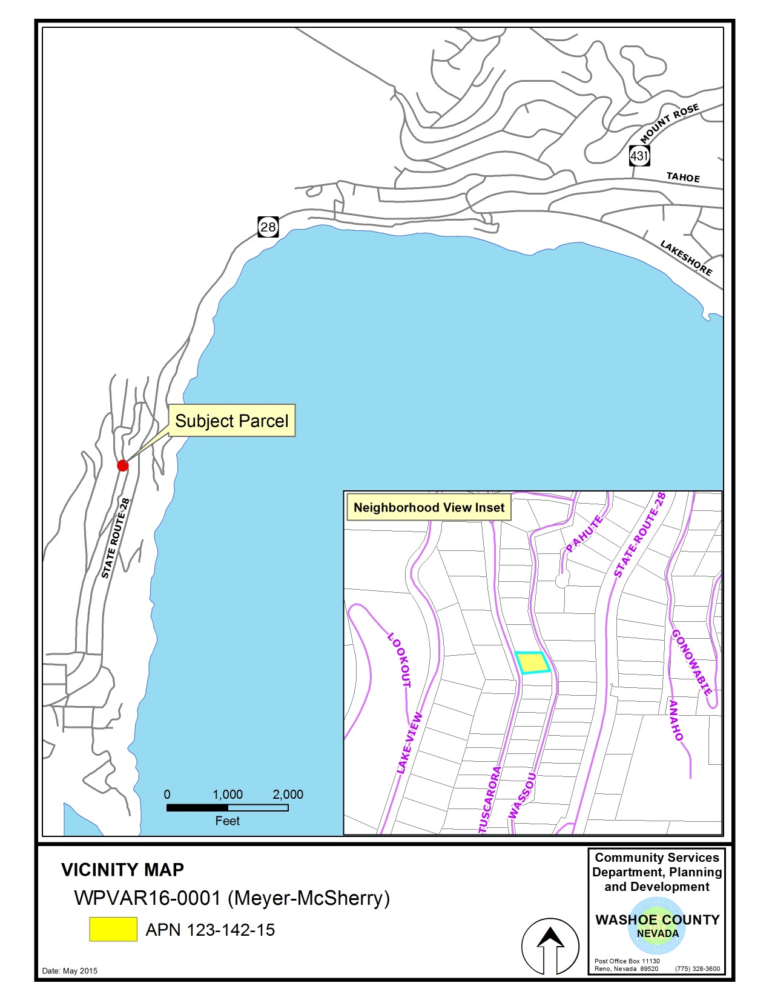 MOUNT ROSE
431
TAHOE
28
LAKESHORE
Subject Parcel
STATE ROUTE 28
Neighborhood View Inset
PAHUTE
STATE ROUTE 28
LOOKOUT
GONOWABIE
ANAHO
LAKE VIEW
TUSCARORA
WASSOU
0 1,000 2,000
Feet
VICINITY MAP
WPVAR16-0001 (Meyer-McSherry)
APN 123-142-15
Date: May 2015
Community Services
Department, Planning
and Development
WASHOE COUNTY
NEVADA
1861
Post Office Box 11130
Reno, Nevada 89520 (775) 328-3600